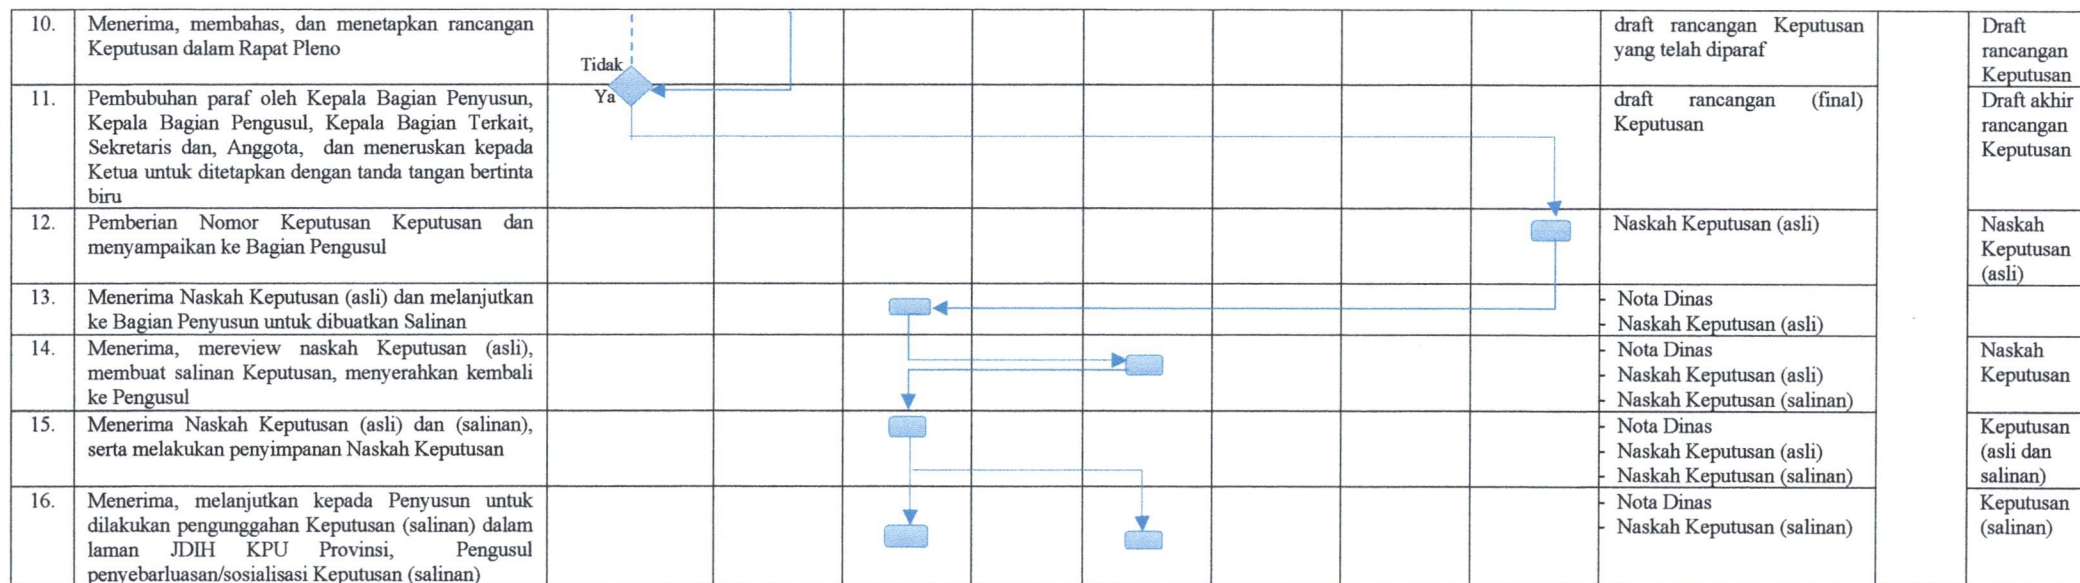 10. Menerima, membahas, dan menetapkan rancangan
Keputusan dalam Rapat Pleno
Tidak
draft rancangan Keputusan
yang telah diparaf
Draft
rancangan
Keputusan
11. Pembubuhan paraf oleh Kepala Bagian Penyusun,
Kepala Bagian Pengusul, Kepala Bagian Terkait,
Sekretaris dan, Anggota, dan meneruskan kepada
Ketua untuk ditetapkan dengan tanda tangan bertinta
biru
Ya
draft rancangan (final)
Keputusan
Draft akhir
rancangan
Keputusan
12. Pemberian Nomor Keputusan Keputusan dan
menyampaikan ke Bagian Pengusul
Naskah Keputusan (asli)
Naskah
Keputusan
(asli)
13. Menerima Naskah Keputusan (asli) dan melanjutkan
ke Bagian Penyusun untuk dibuatkan Salinan
- Nota Dinas
- Naskah Keputusan (asli)
14. Menerima, mereview naskah Keputusan (asli),
membuat salinan Keputusan, menyerahkan kembali
ke Pengusul
- Nota Dinas
- Naskah Keputusan (asli)
- Naskah Keputusan (salinan)
Naskah
Keputusan
15. Menerima Naskah Keputusan (asli) dan (salinan),
serta melakukan penyimpanan Naskah Keputusan
- Nota Dinas
- Naskah Keputusan (asli)
- Naskah Keputusan (salinan)
Keputusan
(asli dan
salinan)
16. Menerima, melanjutkan kepada Penyusun untuk
dilakukan pengunggahan Keputusan (salinan) dalam
laman JDIH KPU Provinsi, Pengusul
penyebarluasan/sosialisasi Keputusan (salinan)
- Nota Dinas
- Naskah Keputusan (salinan)
Keputusan
(salinan)